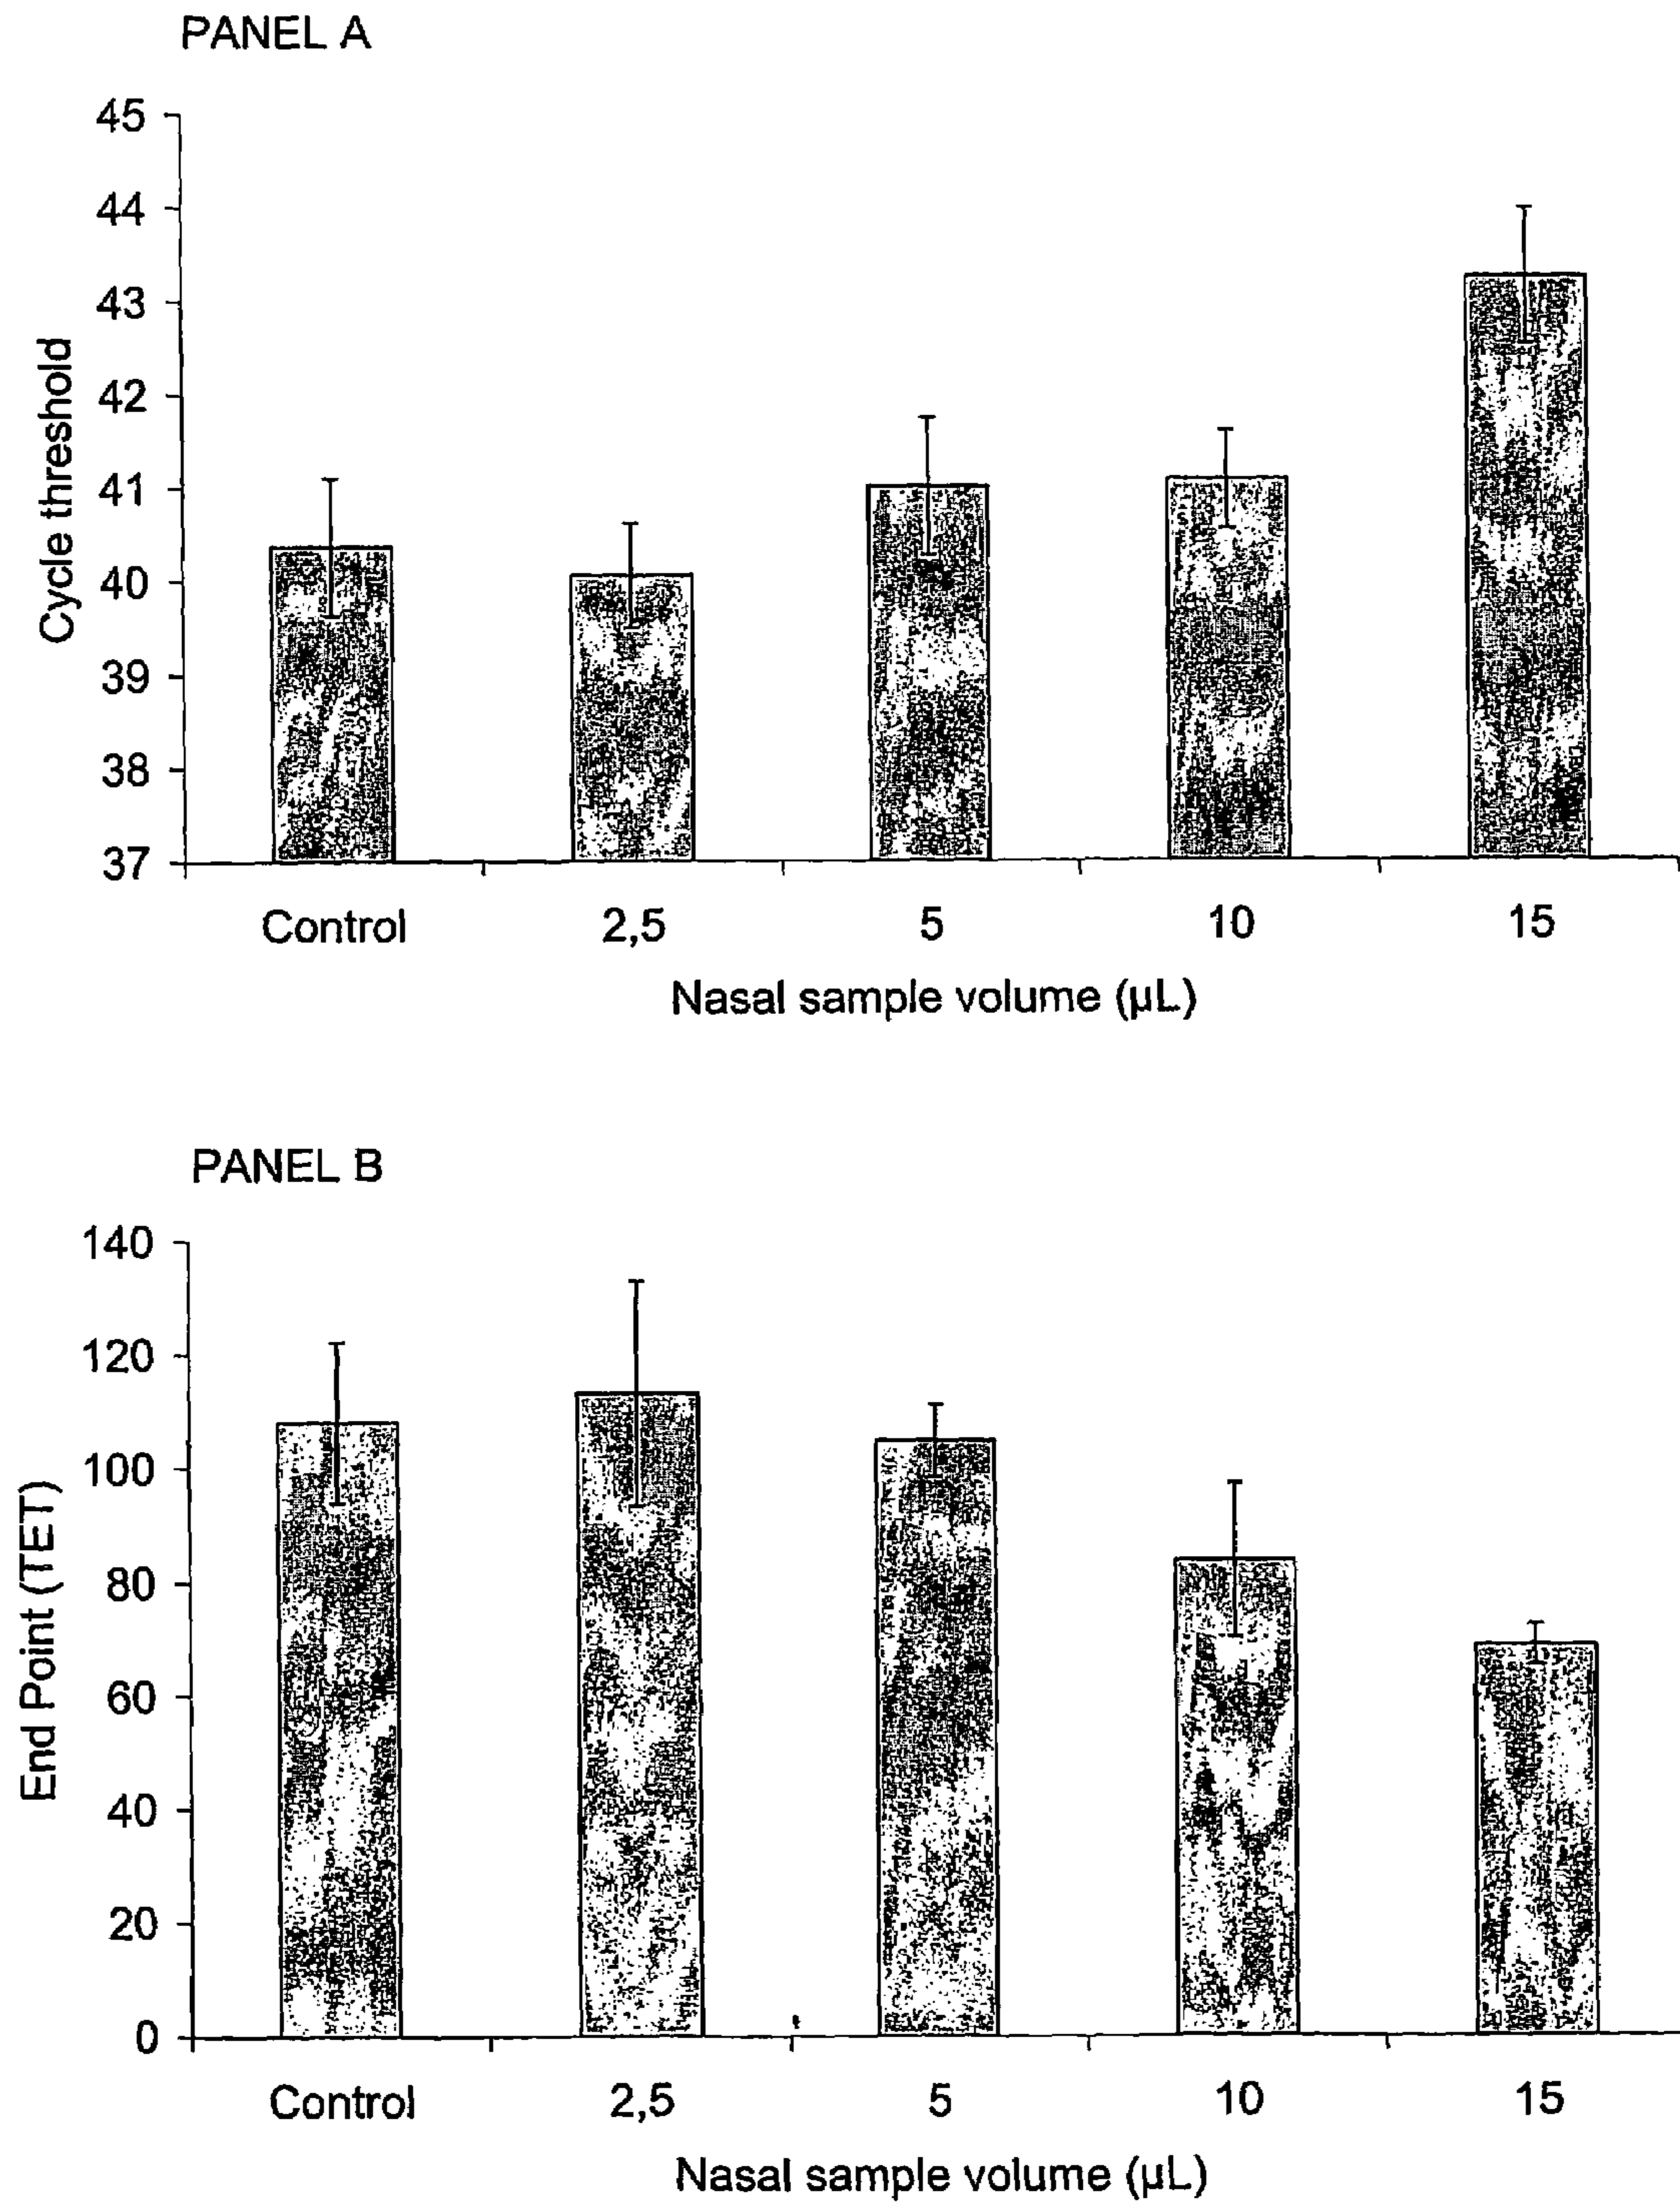 PANEL A
45
44
43
42
41
40
39
38
37
Cycle threshold
Control 2,5 5 10 15
Nasal sample volume (µL)
PANEL B
140
120
100
80
60
40
20
0
End Point (TET)
Control 2,5 5 10 15
Nasal sample volume (µL)